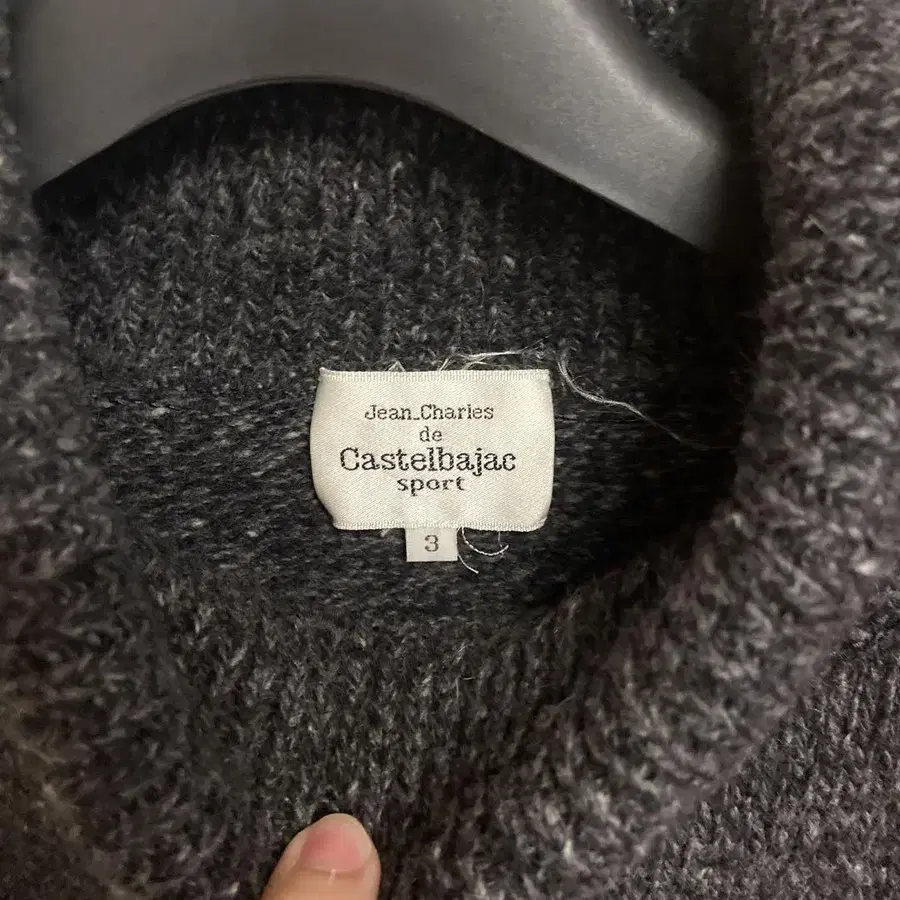 Jean_Charles
de
Castelbajac
sport
3